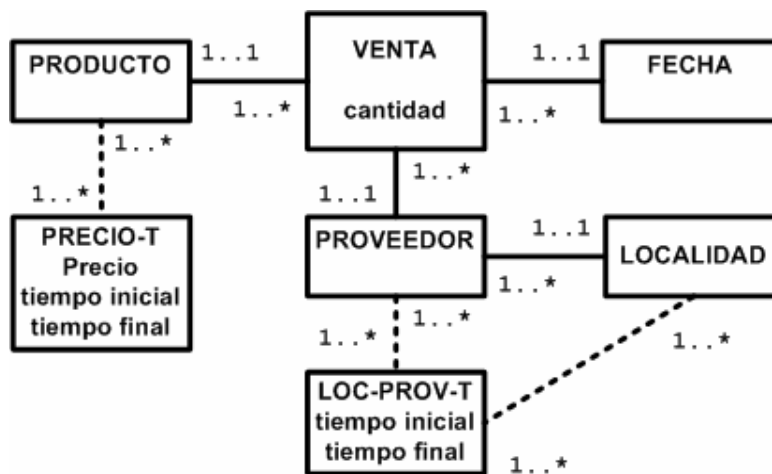 PRODUCTO
1..1
1..*
VENTA
cantidad
1..1
1..*
FECHA
1..*
1..*
PRECIO-T
Precio
tiempo inicial
tiempo final
1..*
1..1
PROVEEDOR
1..1
1..*
LOCALIDAD
1..*
1..*
LOC-PROV-T
tiempo inicial
tiempo final
1..*
1..*